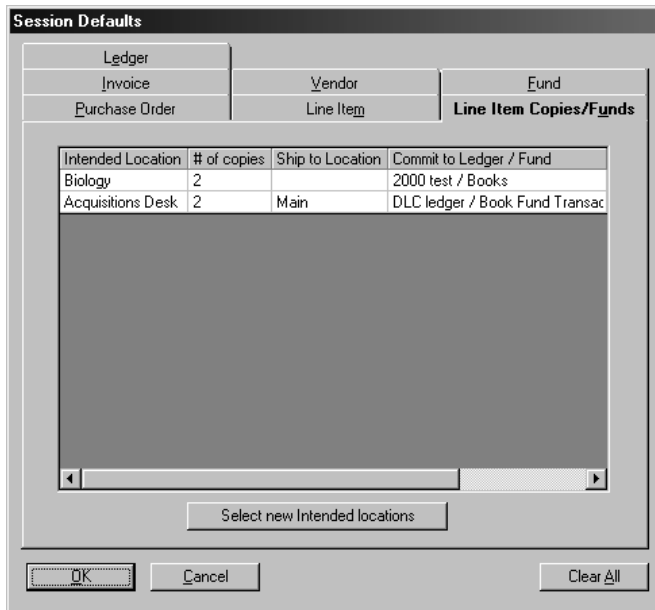 Session Defaults
Ledger
Invoice Vendor Fund
Purchase Order Line Item Line Item Copies/Funds
Intended Location # of copies Ship to Location Commit to Ledger / Fund
Biology 2 2000 test / Books
Acquisitions Desk 2 Main DLC ledger / Book Fund Transac
Select new Intended locations
OK Cancel Clear All